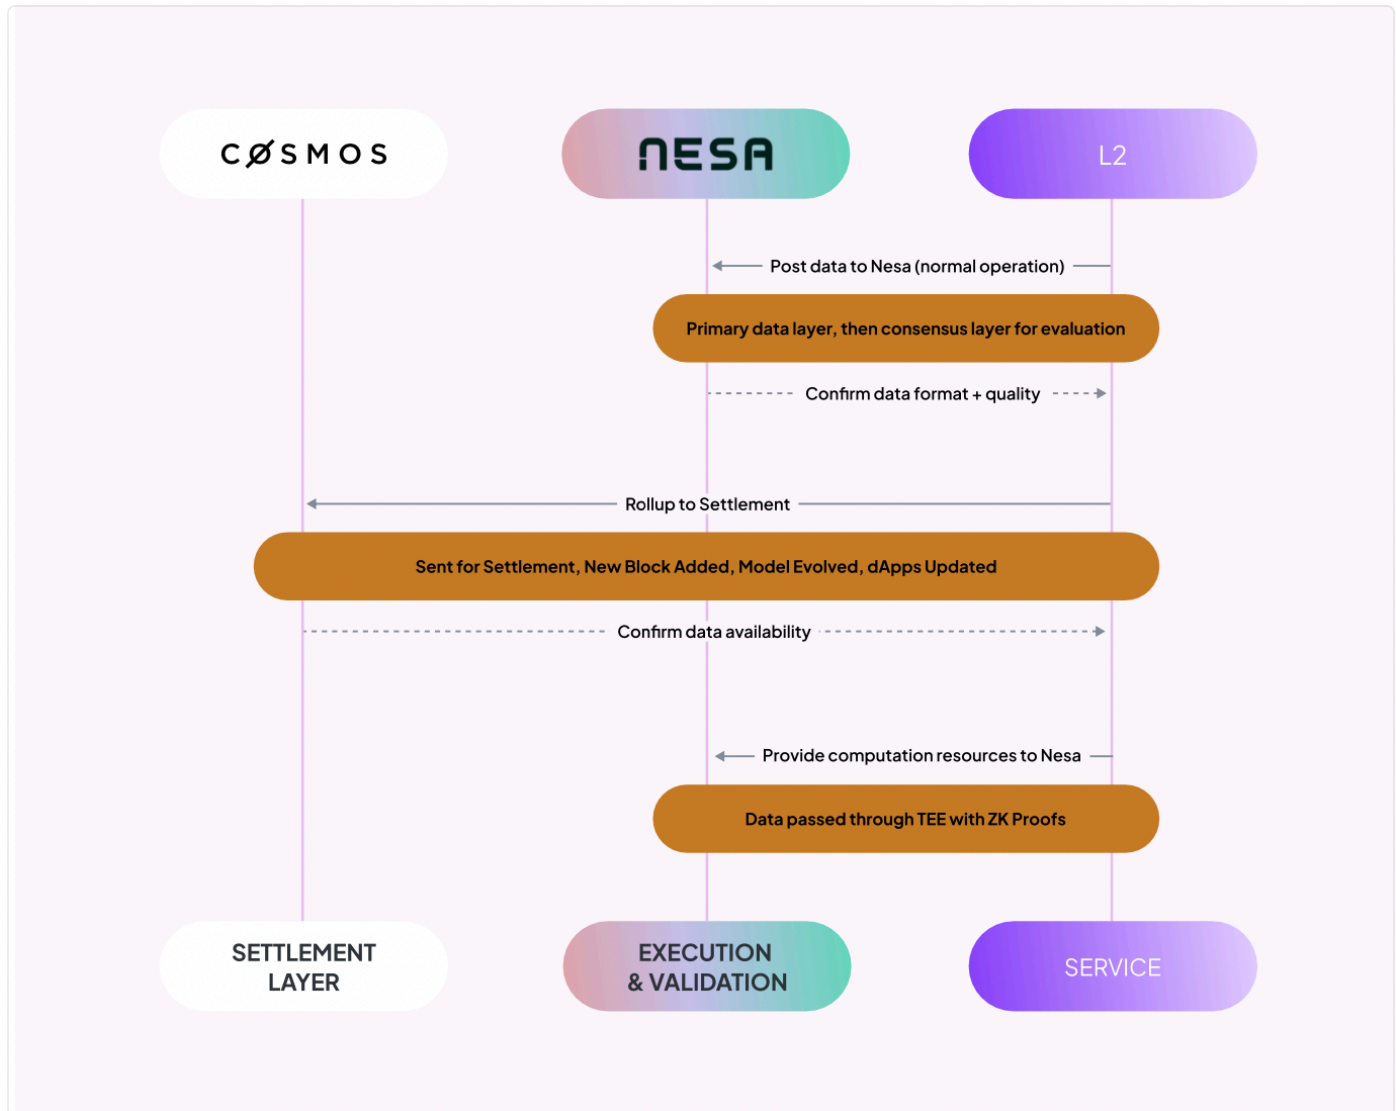 CØSMOS
NESA
L2
Post data to Nesa (normal operation)
Primary data layer, then consensus layer for evaluation
Confirm data format + quality
Rollup to Settlement
Sent for Settlement, New Block Added, Model Evolved, dApps Updated
Confirm data availability
Provide computation resources to Nesa
Data passed through TEE with ZK Proofs
SETTLEMENT
LAYER
EXECUTION
& VALIDATION
SERVICE